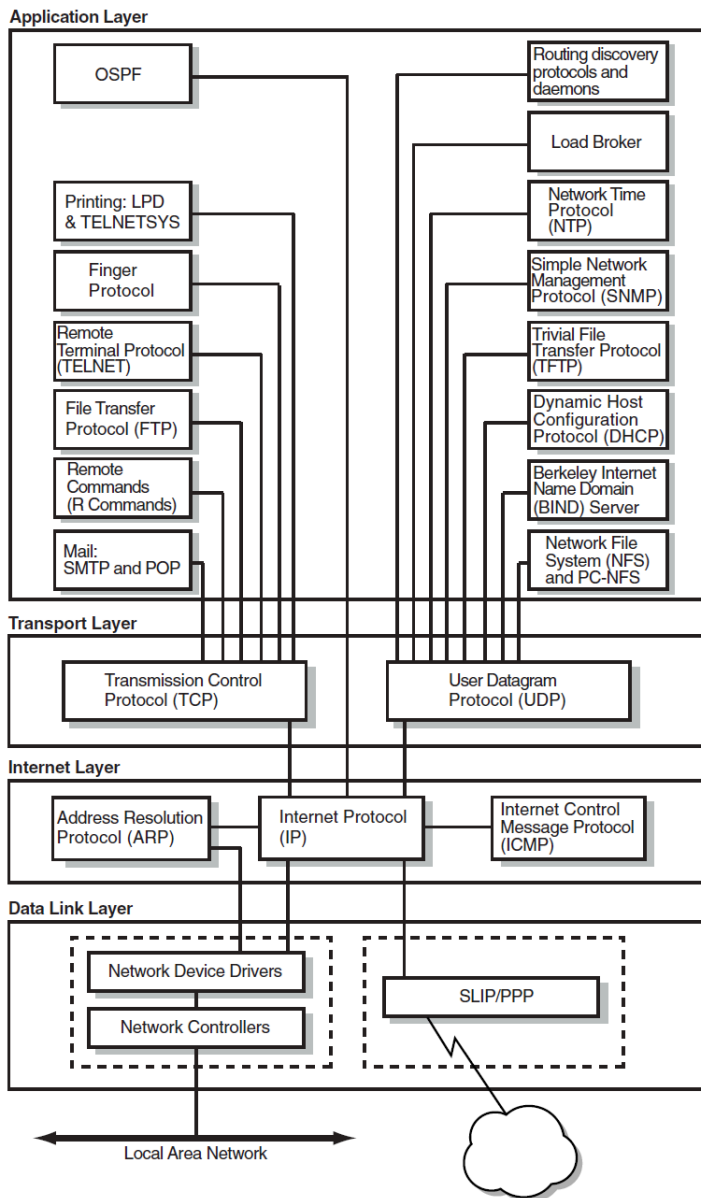 Application Layer
OSPF
Routing discovery
protocols and
daemons
Load Broker
Printing: LPD
& TELNETSYS
Network Time
Protocol
(NTP)
Finger
Protocol
Simple Network
Management
Protocol (SNMP)
Remote
Terminal Protocol
(TELNET)
Trivial File
Transfer Protocol
(TFTP)
File Transfer
Protocol (FTP)
Dynamic Host
Configuration
Protocol (DHCP)
Remote
Commands
(R Commands)
Berkeley Internet
Name Domain
(BIND) Server
Mail:
SMTP and POP
Network File
System (NFS)
and PC-NFS
Transport Layer
Transmission Control
Protocol (TCP)
User Datagram
Protocol (UDP)
Internet Layer
Address Resolution
Protocol (ARP)
Internet Protocol
(IP)
Internet Control
Message Protocol
(ICMP)
Data Link Layer
Network Device Drivers
Network Controllers
SLIP/PPP
Local Area Network